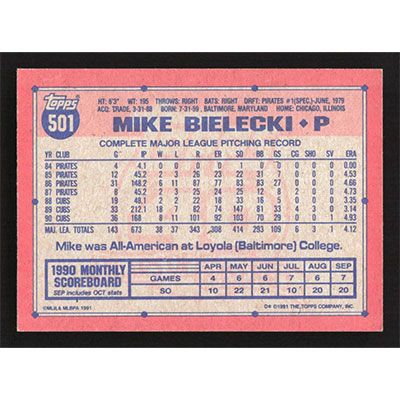 Topps
501
HT: 6'3" WT: 195 THROWS: RIGHT BATS: RIGHT DRFT: PIRATES #1(SPEC.)-JUNE, 1979
ACQ: TRADE, 3-31-88 BORN: 7-31-59, BALTIMORE, MARYLAND HOME: CHICAGO, ILLINOIS
MIKE BIELECKI • P
COMPLETE MAJOR LEAGUE PITCHING RECORD
YR CLUB G IP W L R ER SO BB GS CG SHO SV ERA
84 PIRATES 4 4.1 0 0 0 0 1 0 0 0 0 0 0.00
85 PIRATES 12 45.2 2 3 26 23 22 31 7 0 0 0 4.53
86 PIRATES 31 148.2 6 11 87 77 83 83 27 0 0 0 4.66
87 PIRATES 8 45.2 2 3 25 24 25 12 8 2 0 0 4.73
88 CUBS 19 48.1 2 2 22 18 33 16 5 0 0 0 3.35
89 CUBS 33 212.1 18 7 82 74 147 81 33 4 3 0 3.14
90 CUBS 36 168 8 11 101 92 103 70 29 0 0 1 4.93
MAJ. LEA. TOTALS 143 673 38 37 343 308 414 293 109 6 3 1 4.12
Mike was All-American at Loyola (Baltimore) College.
1990 MONTHLY SCOREBOARD
SEP includes OCT stats
APR MAY JUN JUL AUG SEP
GAMES 4 6 6 7 6 7
SO 10 22 21 10 20 20
©MLB & MLBPA 1991
D* ©1991 THE TOPPS COMPANY, INC.